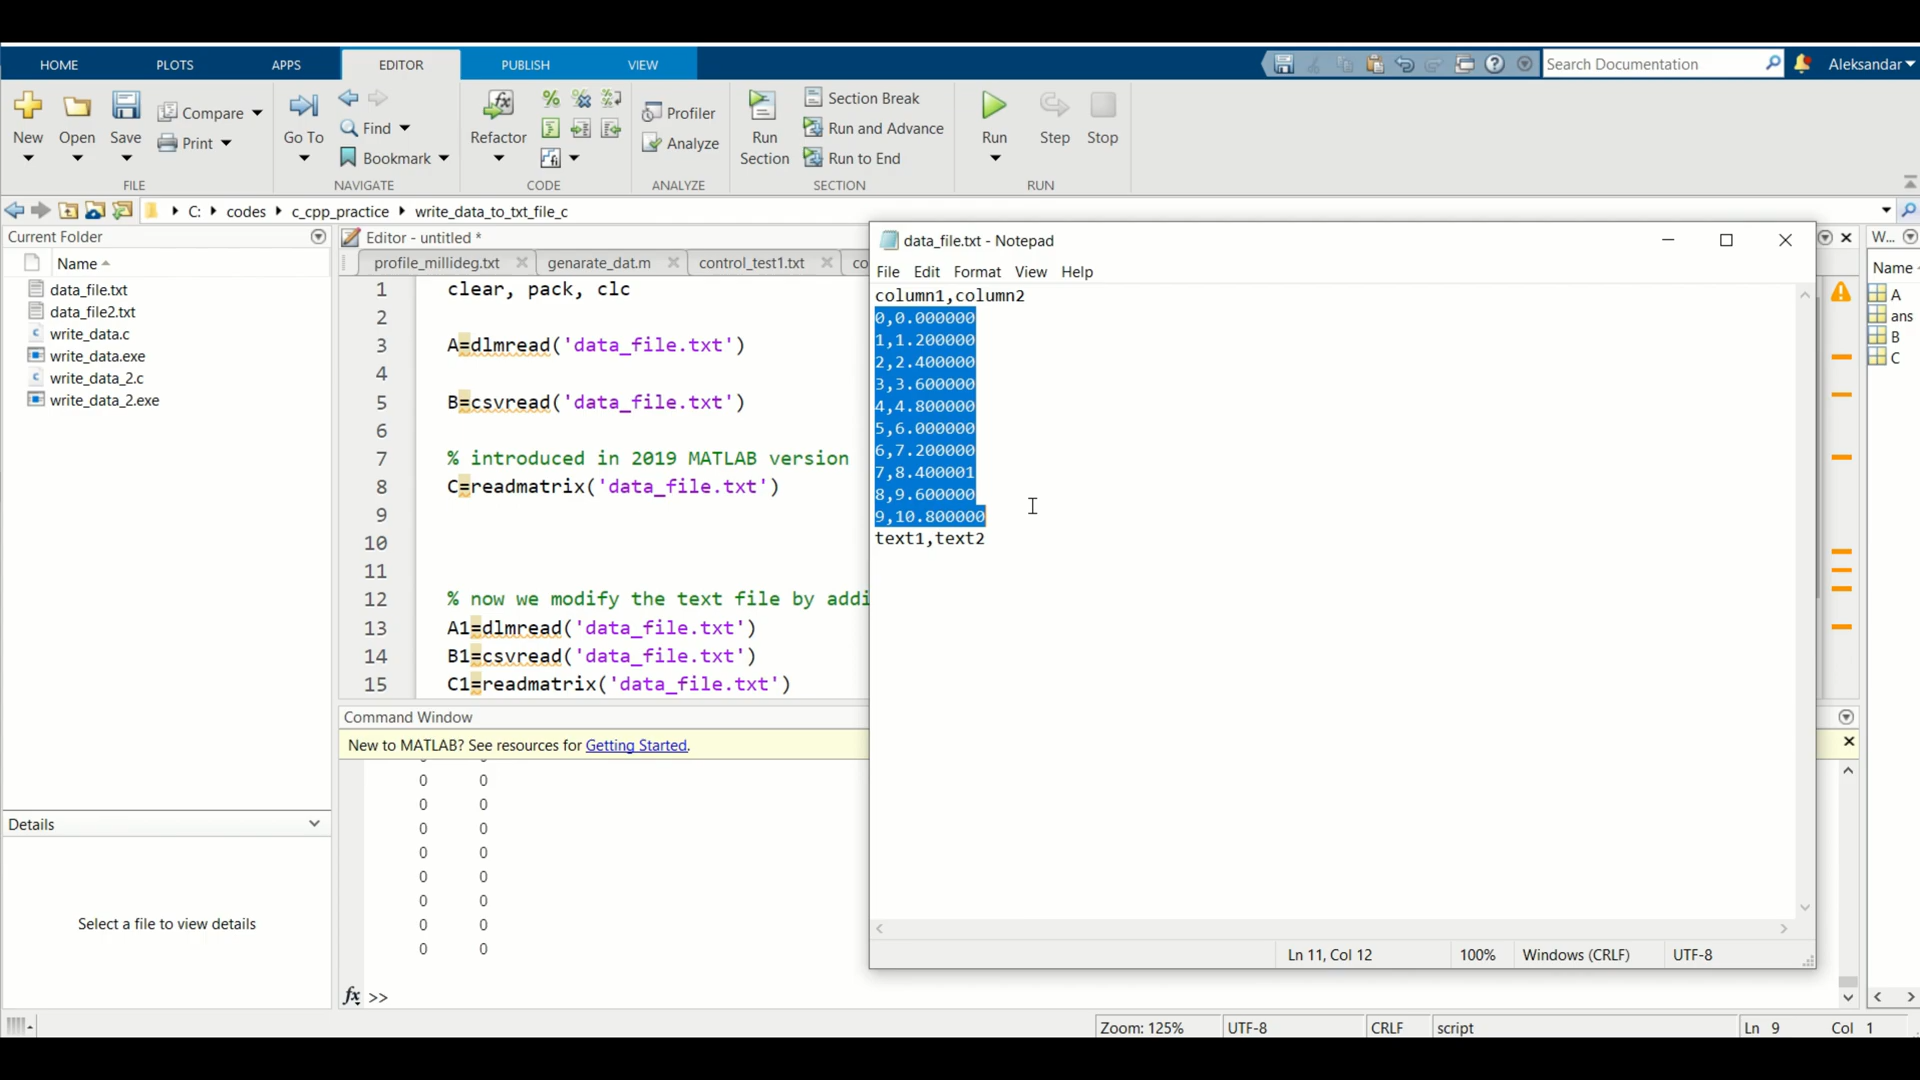 HOME PLOTS APPS EDITOR PUBLISH VIEW
Search Documentation
Aleksandar
New
Open
Save
Compare
Print
FILE
Go To
Find
Bookmark
NAVIGATE
Refactor
CODE
Profiler
Analyze
ANALYZE
Run
Section
Section Break
Run and Advance
Run to End
SECTION
Run
Step
Stop
RUN
C: codes c_cpp_practice write_data_to_txt_file_c
Current Folder
Name
data_file.txt
data_file2.txt
write_data.c
write_data.exe
write_data_2.c
write_data_2.exe
Details
Select a file to view details
Editor - untitled *
profile_millideg.txt genarate_dat.m control_test1.txt co
1 clear, pack, clc
2
3 A=dlmread('data_file.txt')
4
5 B=csvread('data_file.txt')
6
7 % introduced in 2019 MATLAB version
8 C=readmatrix('data_file.txt')
9
10
11
12 % now we modify the text file by addi
13 A1=dlmread('data_file.txt')
14 B1=csvread('data_file.txt')
15 C1=readmatrix('data_file.txt')
Command Window
New to MATLAB? See resources for Getting Started.
0 0
0 0
0 0
0 0
0 0
0 0
0 0
0 0
fx >>
data_file.txt - Notepad
File Edit Format View Help
column1,column2
0,0.000000
1,1.200000
2,2.400000
3,3.600000
4,4.800000
5,6.000000
6,7.200000
7,8.400001
8,9.600000
9,10.800000
text1,text2
Ln 11, Col 12 100% Windows (CRLF) UTF-8
W...
Name
A
ans
B
C
Zoom: 125% UTF-8 CRLF script Ln 9 Col 1